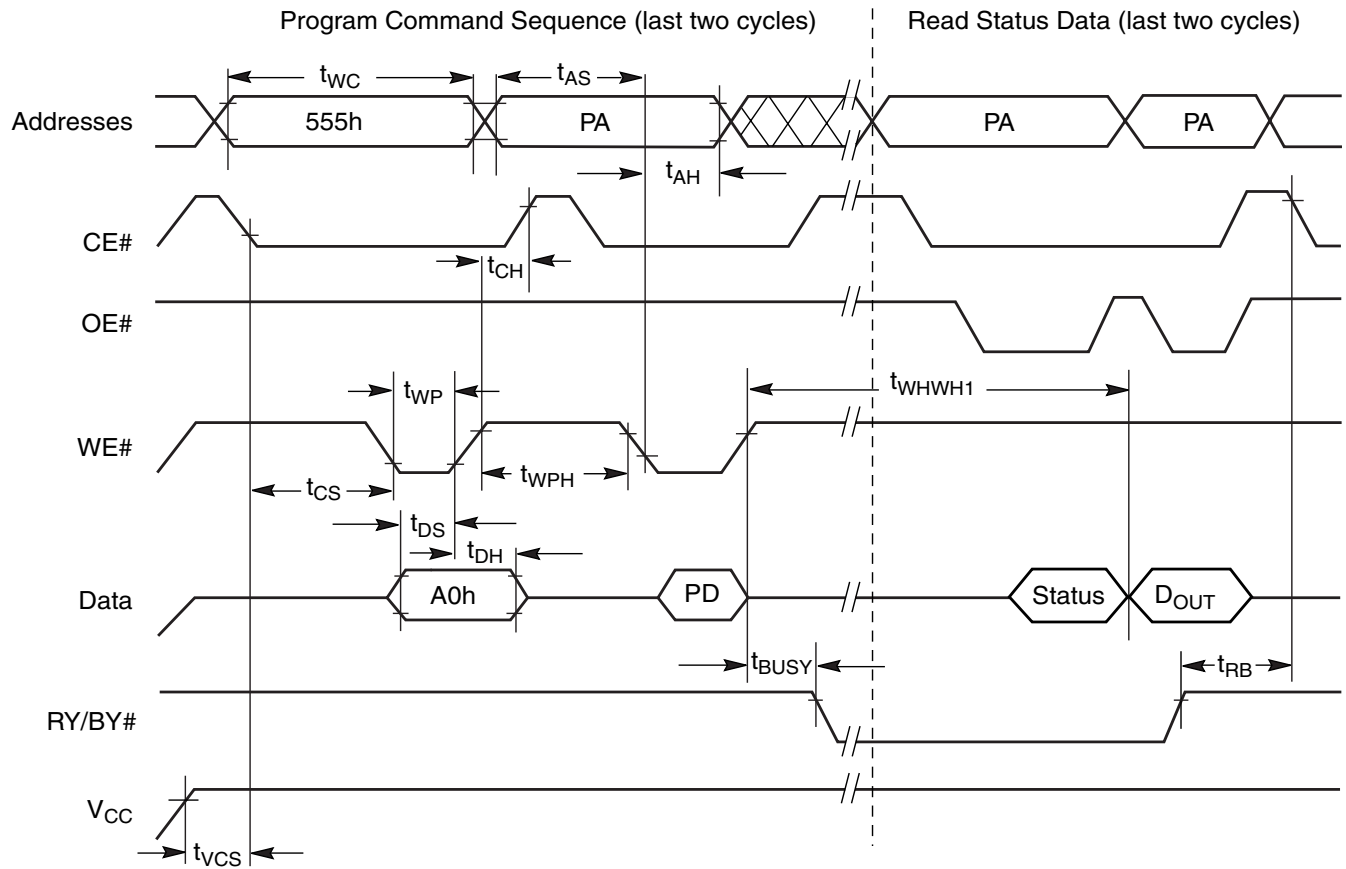 Program Command Sequence (last two cycles)
Read Status Data (last two cycles)
tWC
tAS
Addresses
555h
PA
PA
PA
tAH
CE#
tCH
OE#
tWP
tWHWH1
WE#
tWPH
tCS
tDS
tDH
Data
A0h
PD
Status
DOUT
tBUSY
tRB
RY/BY#
VCC
tVCS